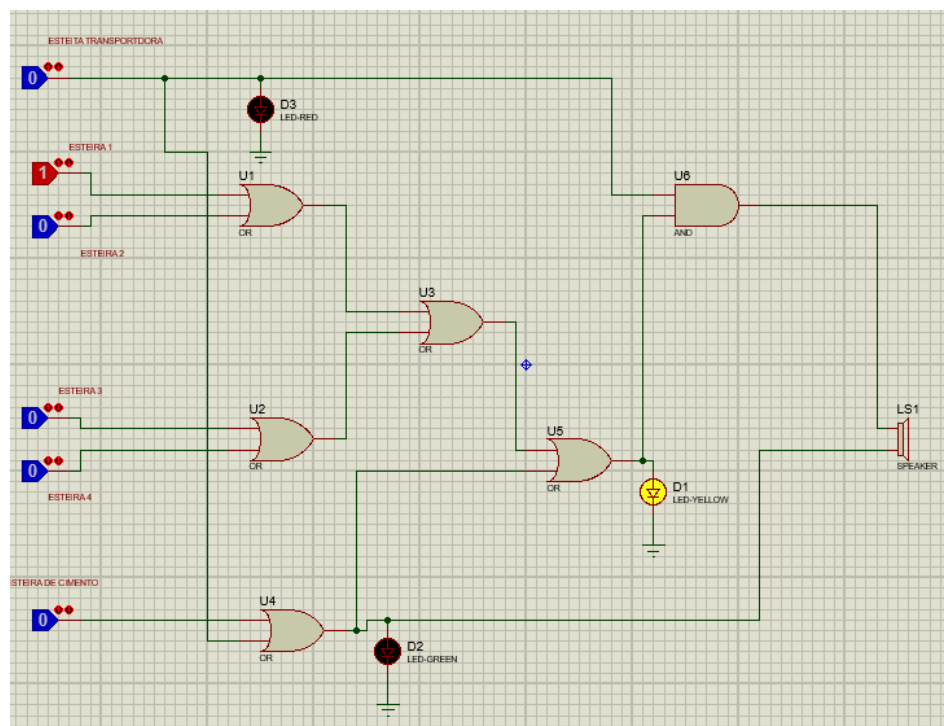 ESTEITA TRANSPORTDORA
0
D3
LED-RED
ESTEIRA 1
1
U1
OR
0
ESTEIRA 2
U6
AND
U3
OR
ESTEIRA 3
0
U2
OR
0
ESTEIRA 4
U5
OR
D1
LED-YELLOW
LS1
SPEAKER
STEIRA DE CIMENTO
0
U4
OR
D2
LED-GREEN